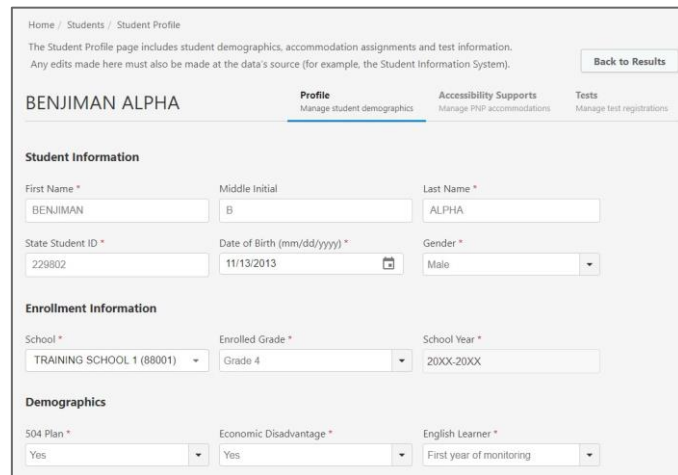 Home / Students / Student Profile
The Student Profile page includes student demographics, accommodation assignments and test information.
Any edits made here must also be made at the data's source (for example, the Student Information System).
Back to Results
BENJIMAN ALPHA
Profile
Manage student demographics
Accessibility Supports
Manage PNP accommodations
Tests
Manage test registrations
Student Information
First Name * Middle Initial Last Name *
BENJIMAN B ALPHA
State Student ID * Date of Birth (mm/dd/yyyy) * Gender *
229802 11/13/2013 Male
Enrollment Information
School * Enrolled Grade * School Year *
TRAINING SCHOOL 1 (88001) Grade 4 20XX-20XX
Demographics
504 Plan * Economic Disadvantage * English Learner *
Yes Yes First year of monitoring